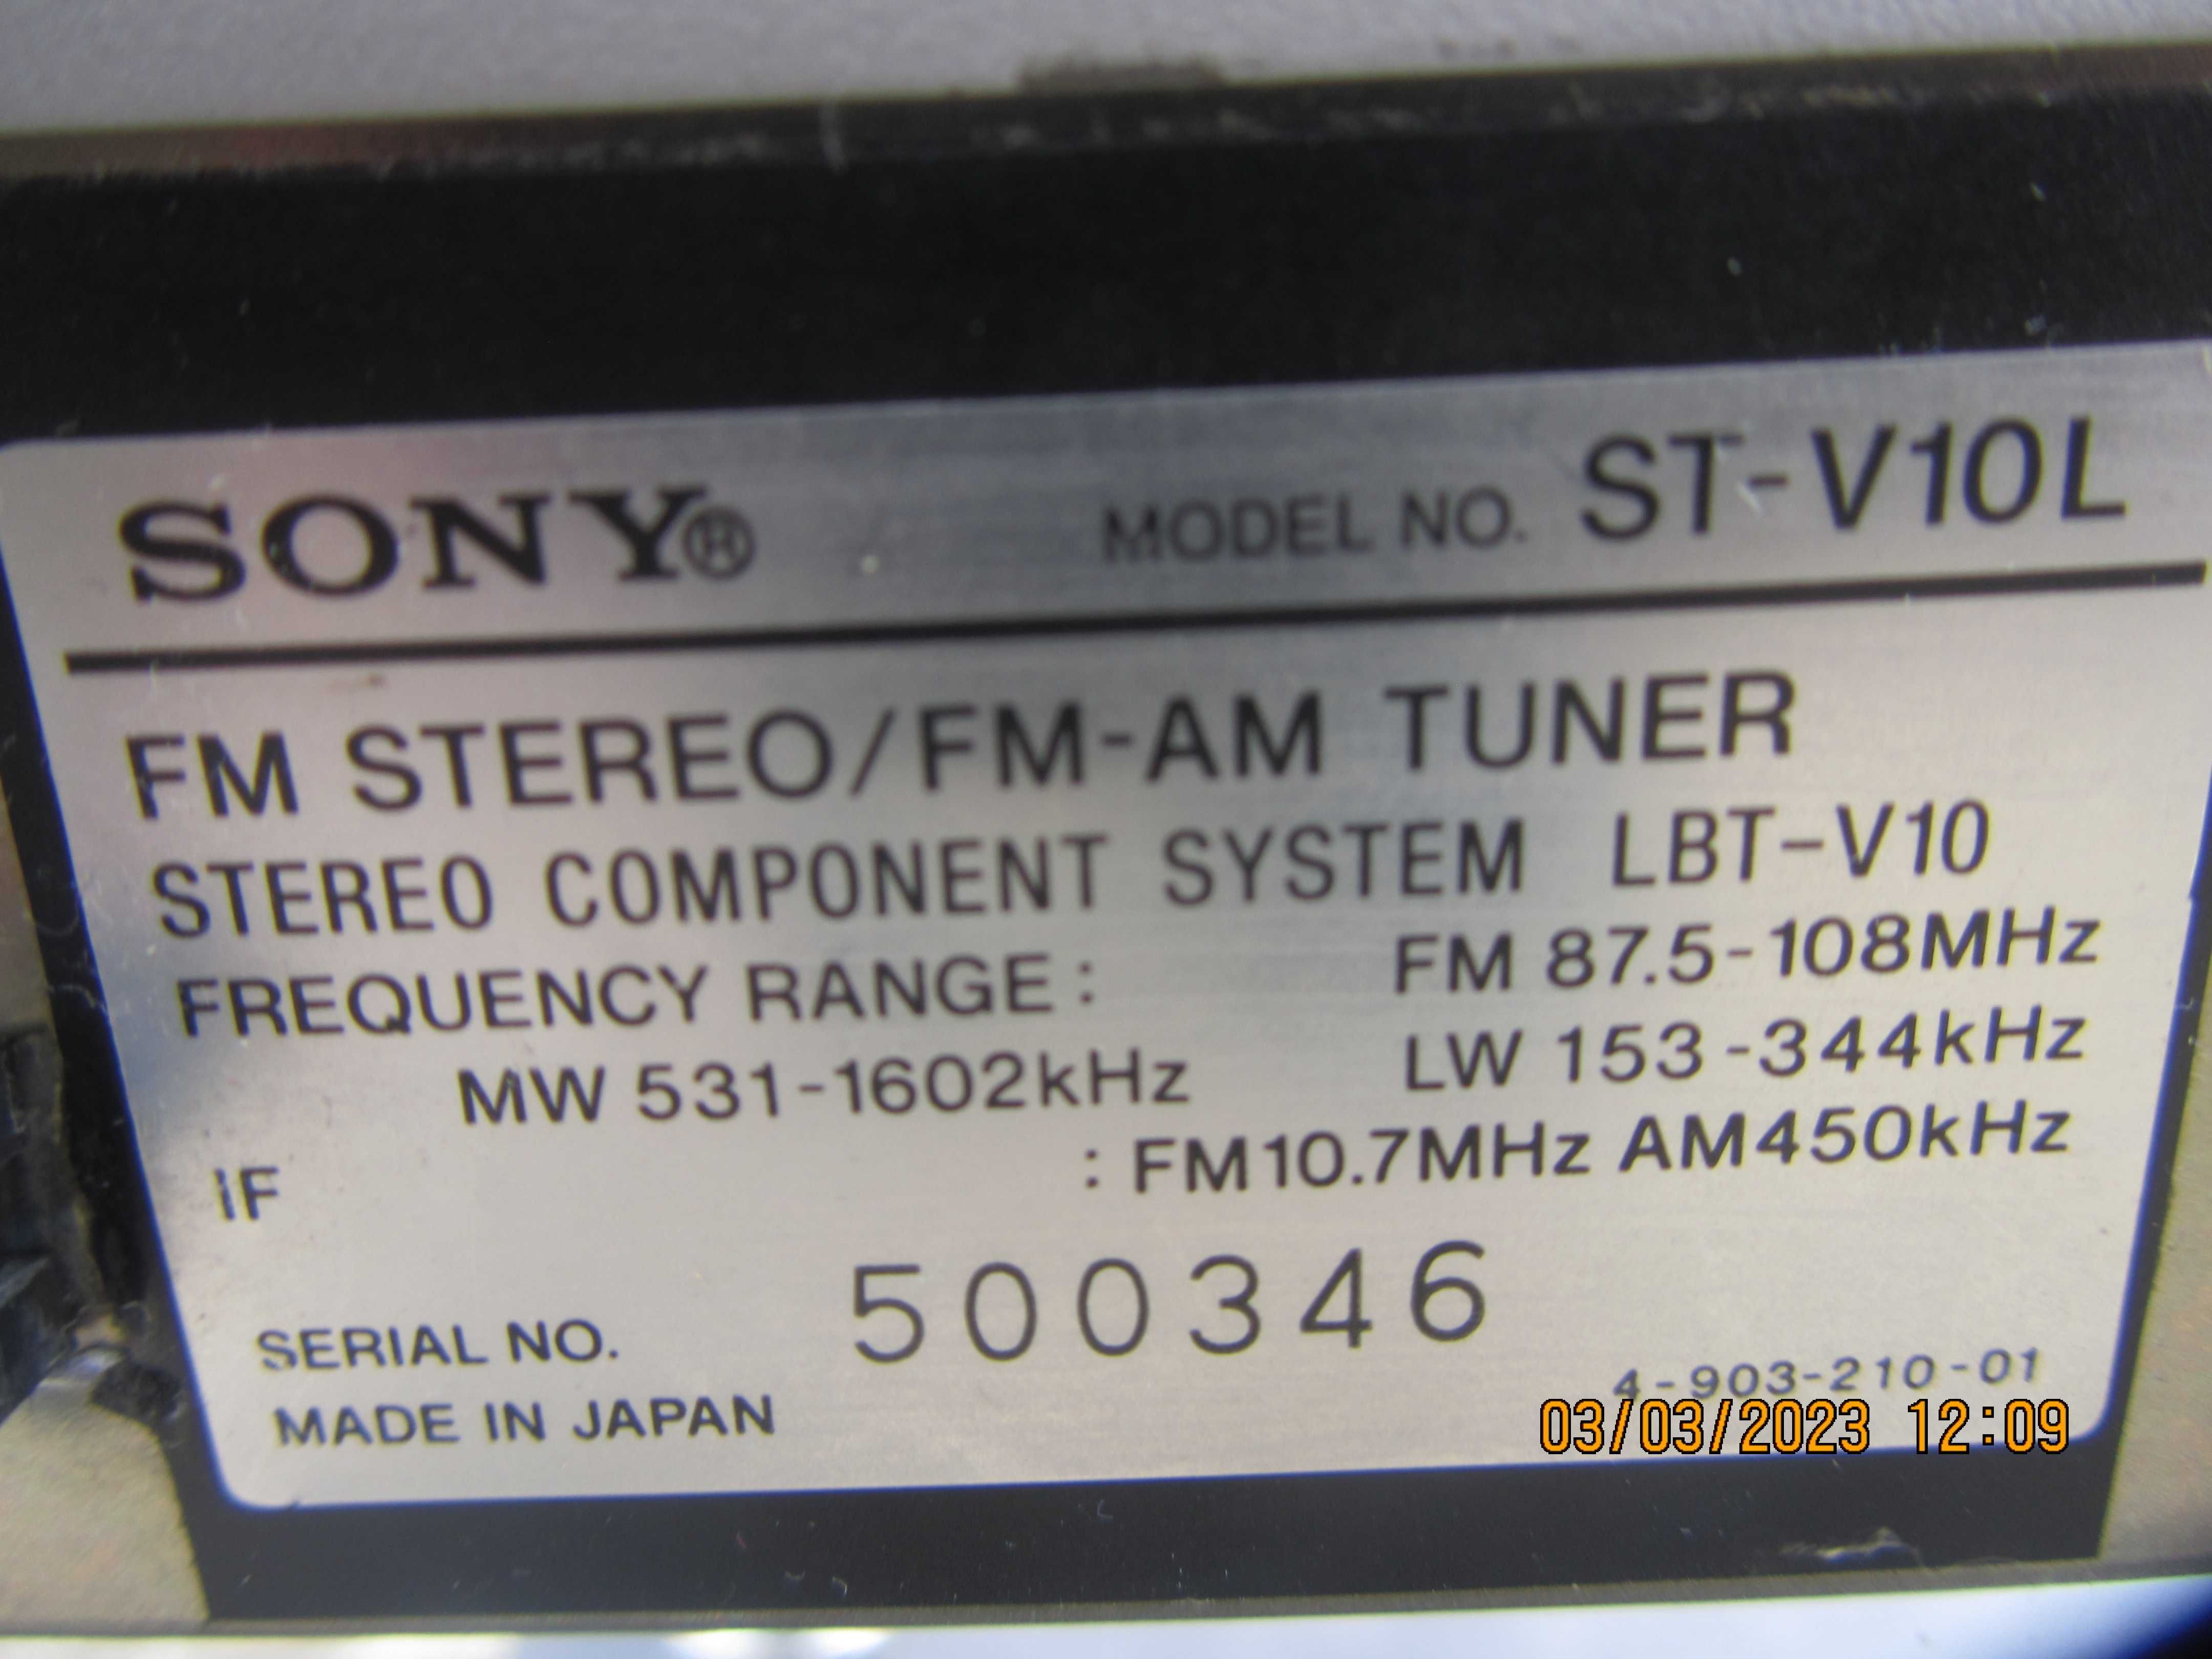 SONY® MODEL NO. ST-V10L
FM STEREO/FM-AM TUNER
STEREO COMPONENT SYSTEM LBT-V10
FREQUENCY RANGE: FM 87.5-108MHz
MW 531-1602kHz LW 153-344kHz
IF : FM10.7MHz AM450kHz
SERIAL NO. 500346
4-903-210-01
MADE IN JAPAN
03/03/2023 12:09